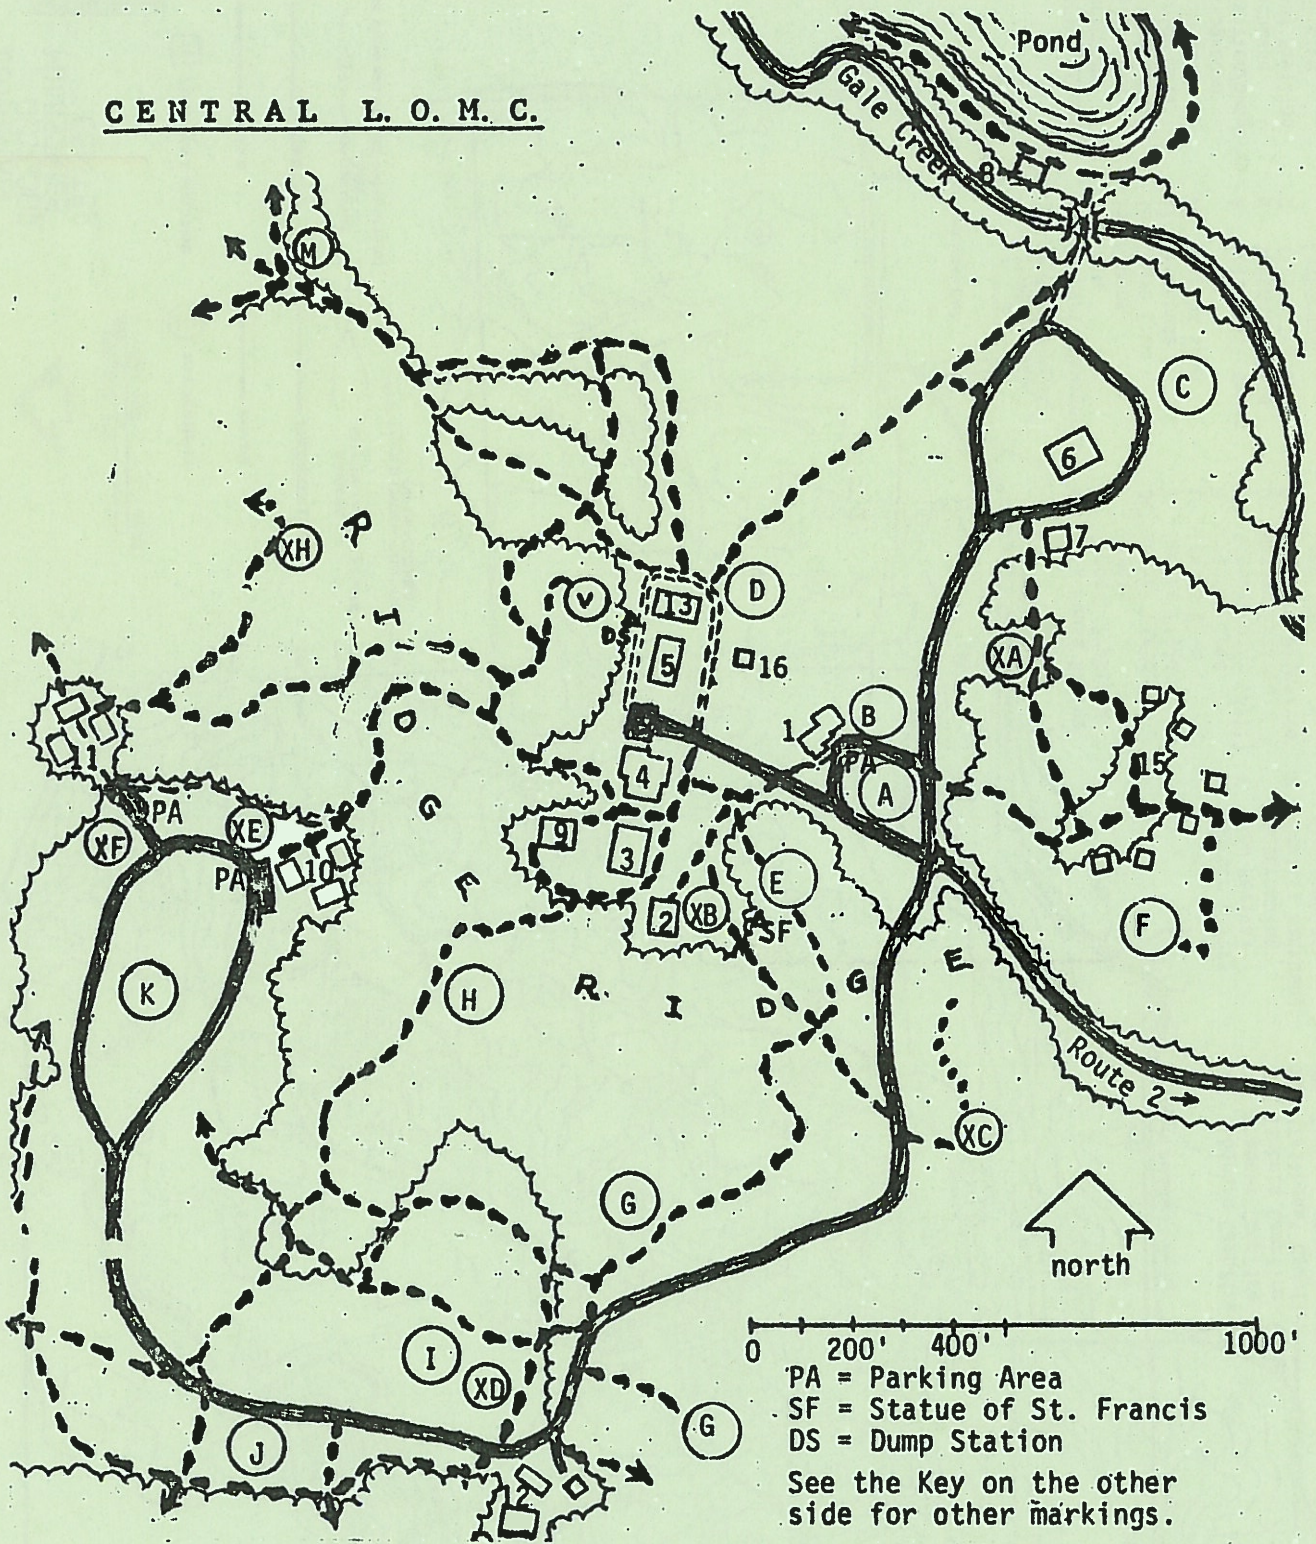 CENTRAL L. O. M. C.
Pond
Gale Creek
8
M
C
6
7
XH
R
I
D
G
E
V
DS
13
D
5
16
XA
1
B
PA
A
4
15
11
PA
XF
XE
PA
10
9
3
E
2
XB
SF
F
K
H
R I D G E
Route 2
XC
G
north
0 200' 400' 1000'
I
XD
G
J
PA = Parking Area
SF = Statue of St. Francis
DS = Dump Station
See the Key on the other
side for other markings.